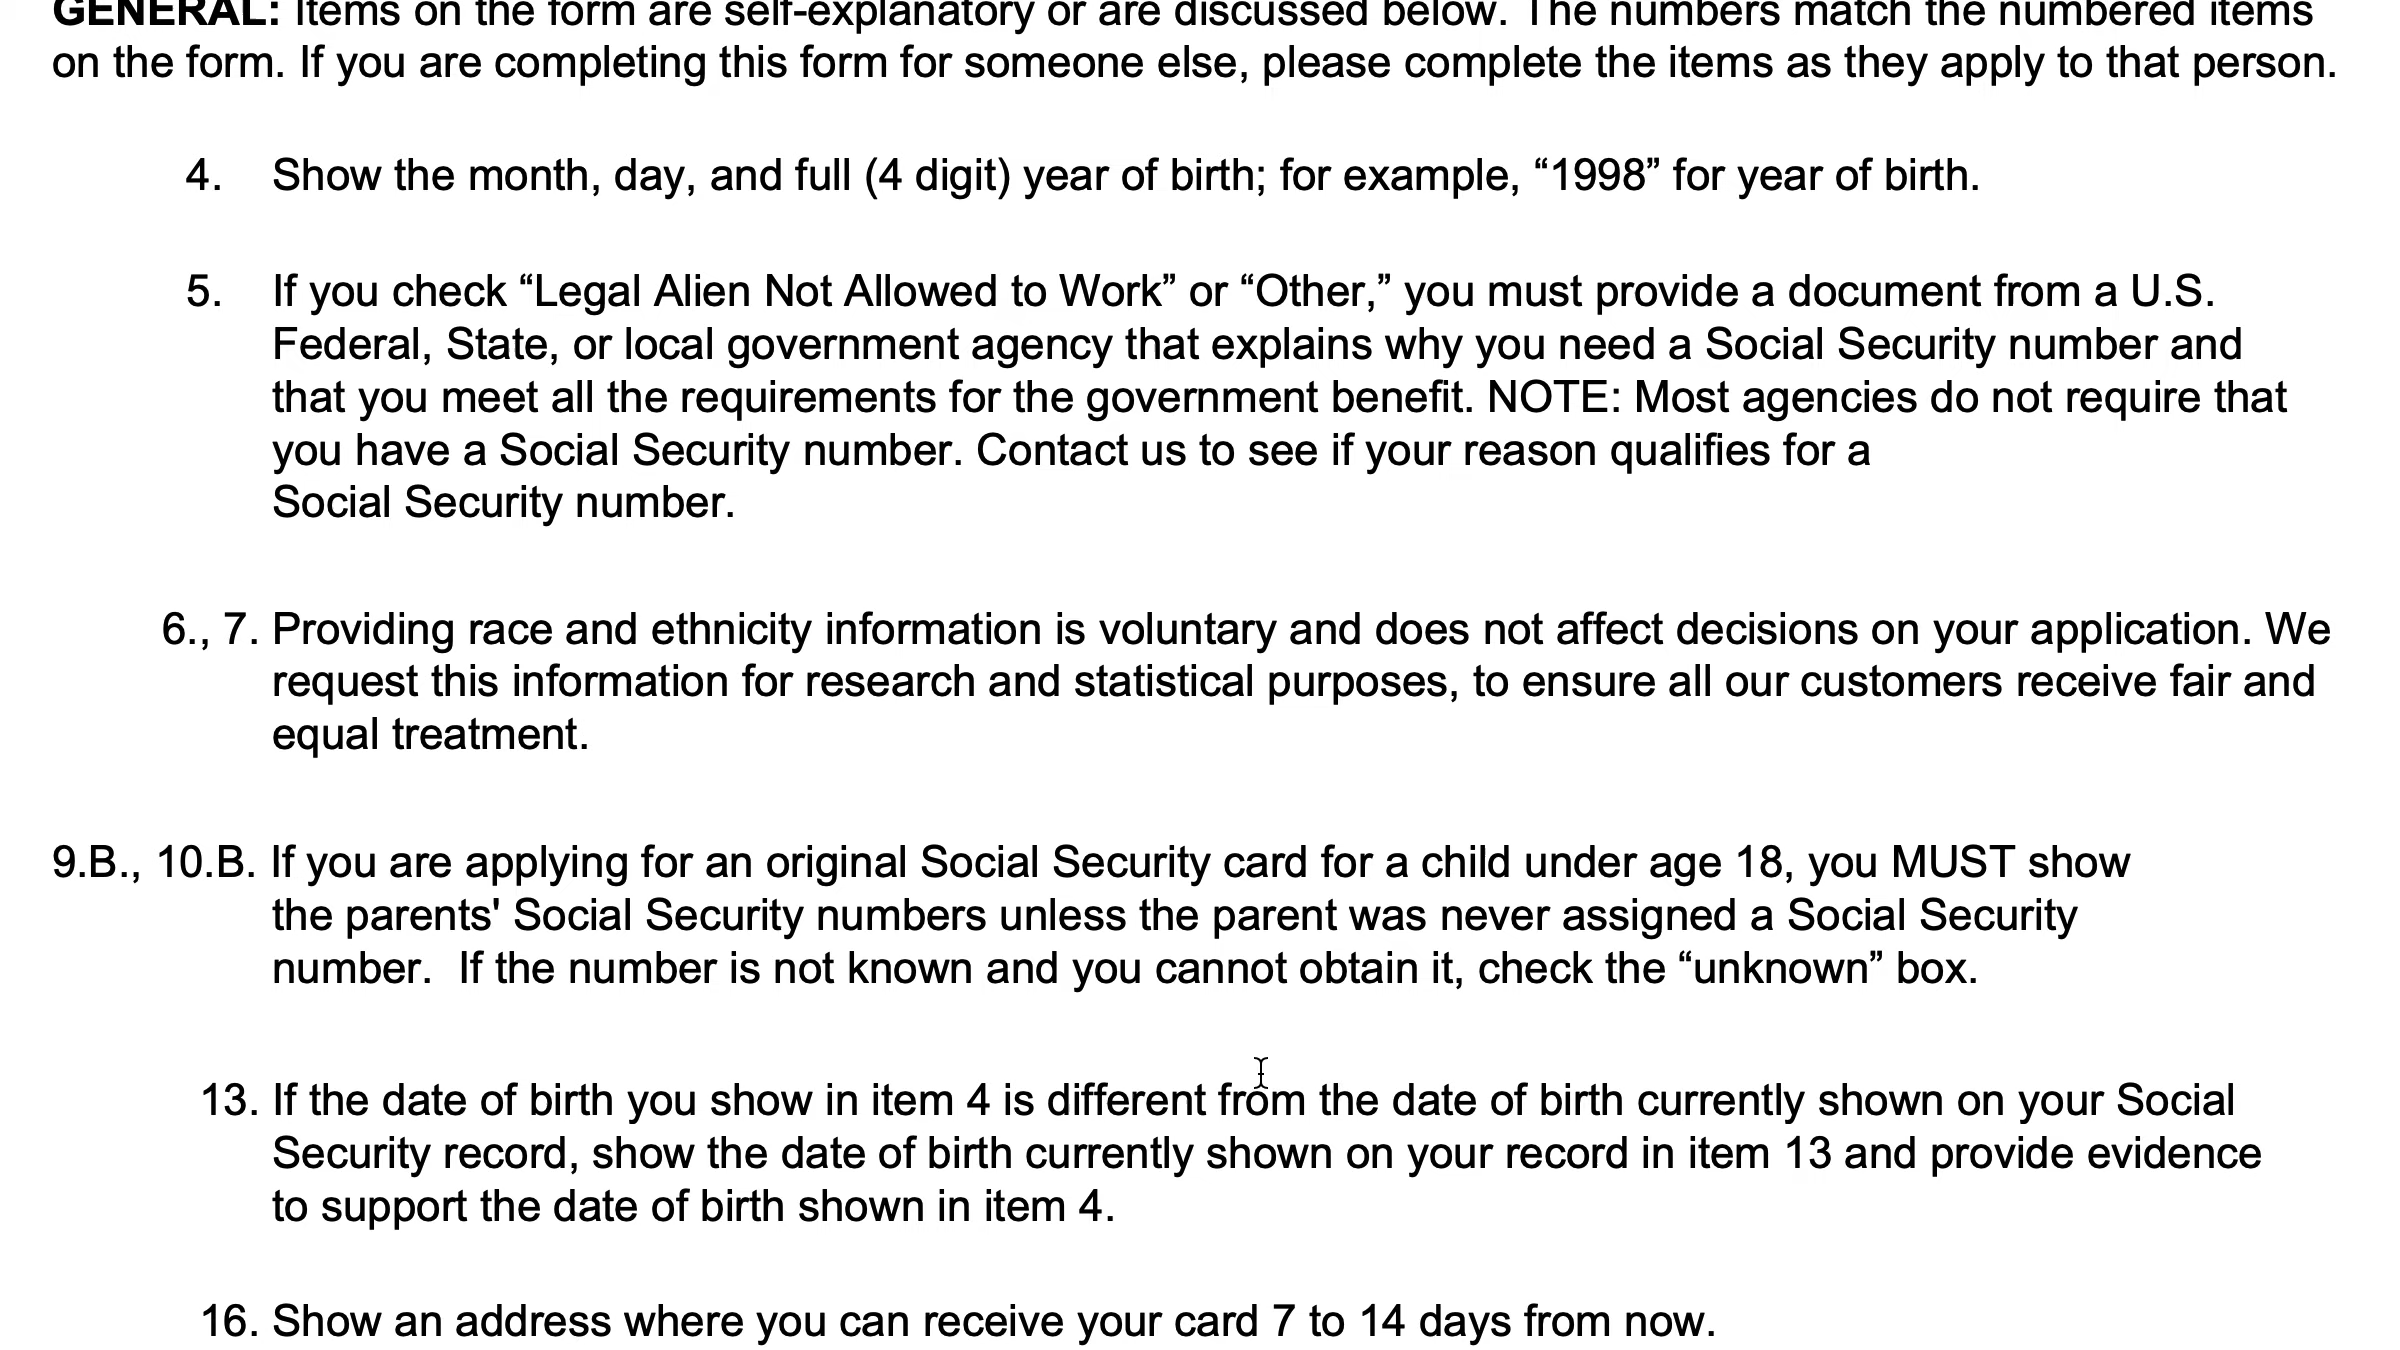 GENERAL: Items on the form are self-explanatory or are discussed below. The numbers match the numbered items
on the form. If you are completing this form for someone else, please complete the items as they apply to that person.
4. Show the month, day, and full (4 digit) year of birth; for example, “1998” for year of birth.
5. If you check “Legal Alien Not Allowed to Work” or “Other,” you must provide a document from a U.S.
Federal, State, or local government agency that explains why you need a Social Security number and
that you meet all the requirements for the government benefit. NOTE: Most agencies do not require that
you have a Social Security number. Contact us to see if your reason qualifies for a
Social Security number.
6., 7. Providing race and ethnicity information is voluntary and does not affect decisions on your application. We
request this information for research and statistical purposes, to ensure all our customers receive fair and
equal treatment.
9.B., 10.B. If you are applying for an original Social Security card for a child under age 18, you MUST show
the parents' Social Security numbers unless the parent was never assigned a Social Security
number.  If the number is not known and you cannot obtain it, check the “unknown” box.
13. If the date of birth you show in item 4 is different from the date of birth currently shown on your Social
Security record, show the date of birth currently shown on your record in item 13 and provide evidence
to support the date of birth shown in item 4.
16. Show an address where you can receive your card 7 to 14 days from now.